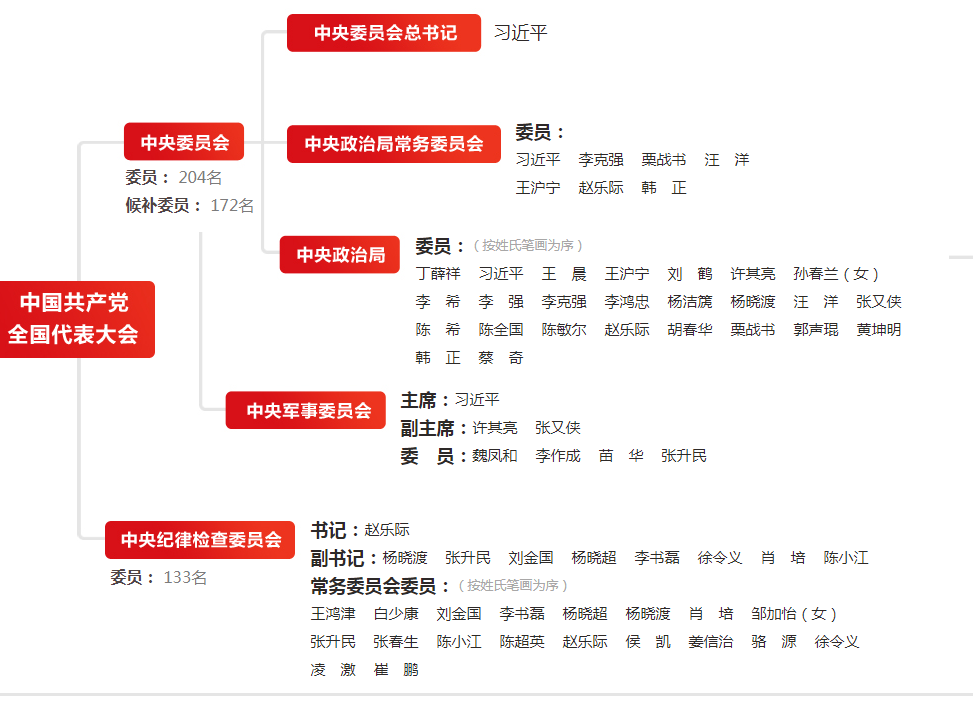 中央委员会总书记 习近平
中央委员会
委员： 204名
候补委员： 172名
中央政治局常务委员会
委员：
习近平 李克强 栗战书 汪　洋
王沪宁 赵乐际 韩　正
中央政治局
委员：（按姓氏笔画为序）
丁薛祥 习近平 王　晨 王沪宁 刘　鹤 许其亮 孙春兰（女）
李　希 李　强 李克强 李鸿忠 杨洁篪 杨晓渡 汪　洋 张又侠
陈　希 陈全国 陈敏尔 赵乐际 胡春华 栗战书 郭声琨 黄坤明
韩　正 蔡　奇
中国共产党
全国代表大会
中央军事委员会
主席：习近平
副主席：许其亮 张又侠
委　员：魏凤和 李作成 苗　华 张升民
中央纪律检查委员会
委员： 133名
书记：赵乐际
副书记：杨晓渡 张升民 刘金国 杨晓超 李书磊 徐令义 肖　培 陈小江
常务委员会委员：（按姓氏笔画为序）
王鸿津 白少康 刘金国 李书磊 杨晓超 杨晓渡 肖　培 邹加怡（女）
张升民 张春生 陈小江 陈超英 赵乐际 侯　凯 姜信治 骆　源 徐令义
凌　激 崔　鹏